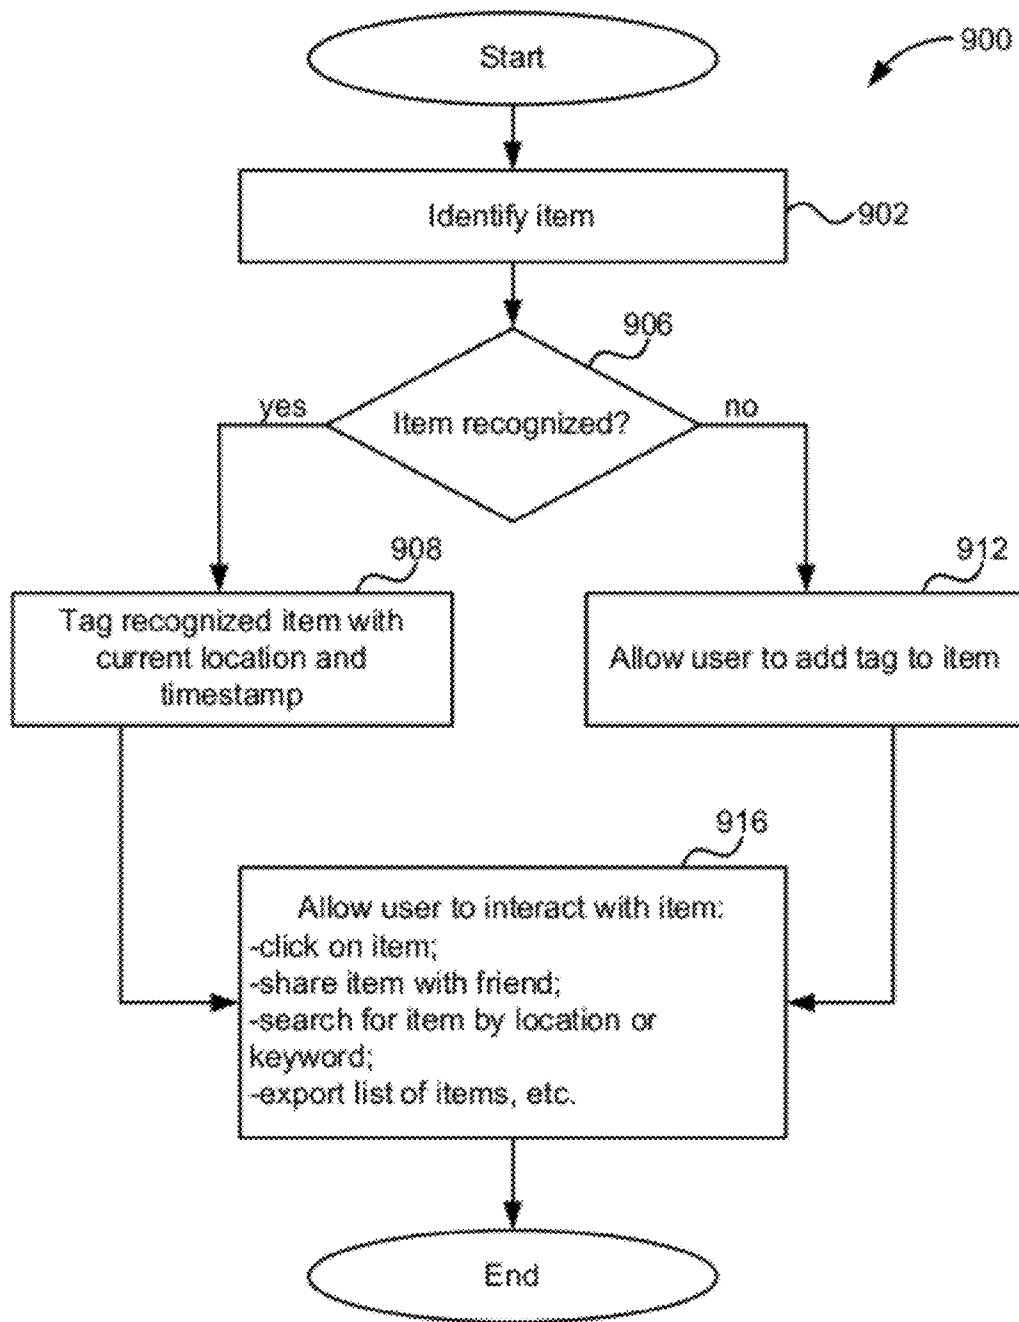 Start
900
Identify item
902
906
yes
Item recognized?
no
908
912
Tag recognized item with
current location and
timestamp
Allow user to add tag to item
916
Allow user to interact with item:
-click on item;
-share item with friend;
-search for item by location or
keyword;
-export list of items, etc.
End